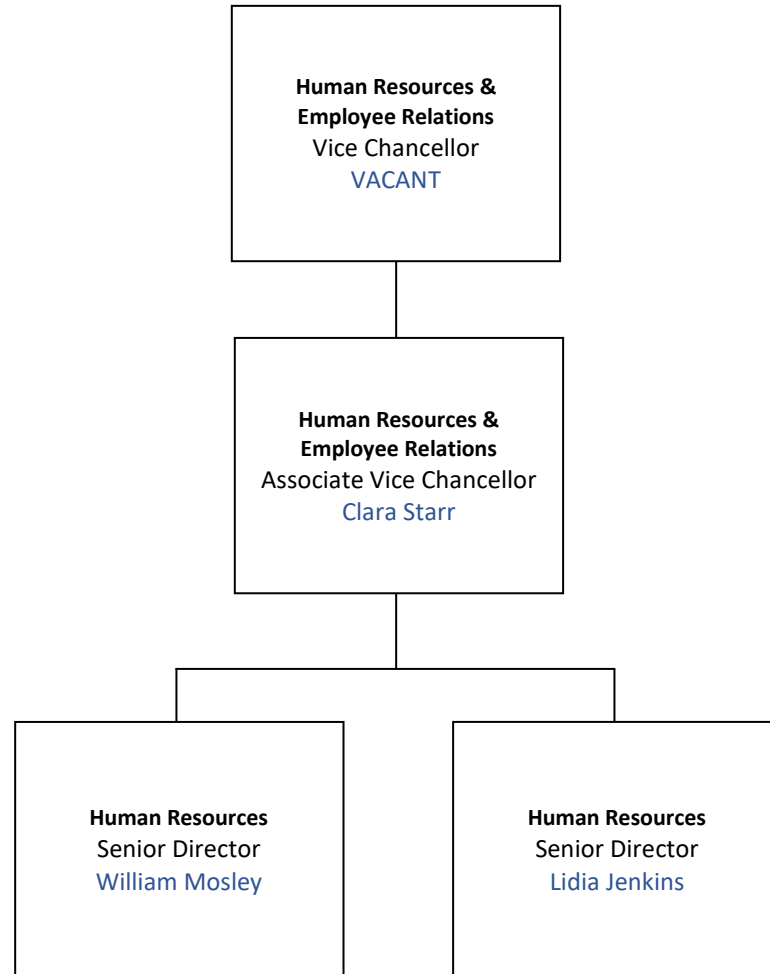 Human Resources &
Employee Relations
Vice Chancellor
VACANT
Human Resources &
Employee Relations
Associate Vice Chancellor
Clara Starr
Human Resources
Senior Director
William Mosley
Human Resources
Senior Director
Lidia Jenkins